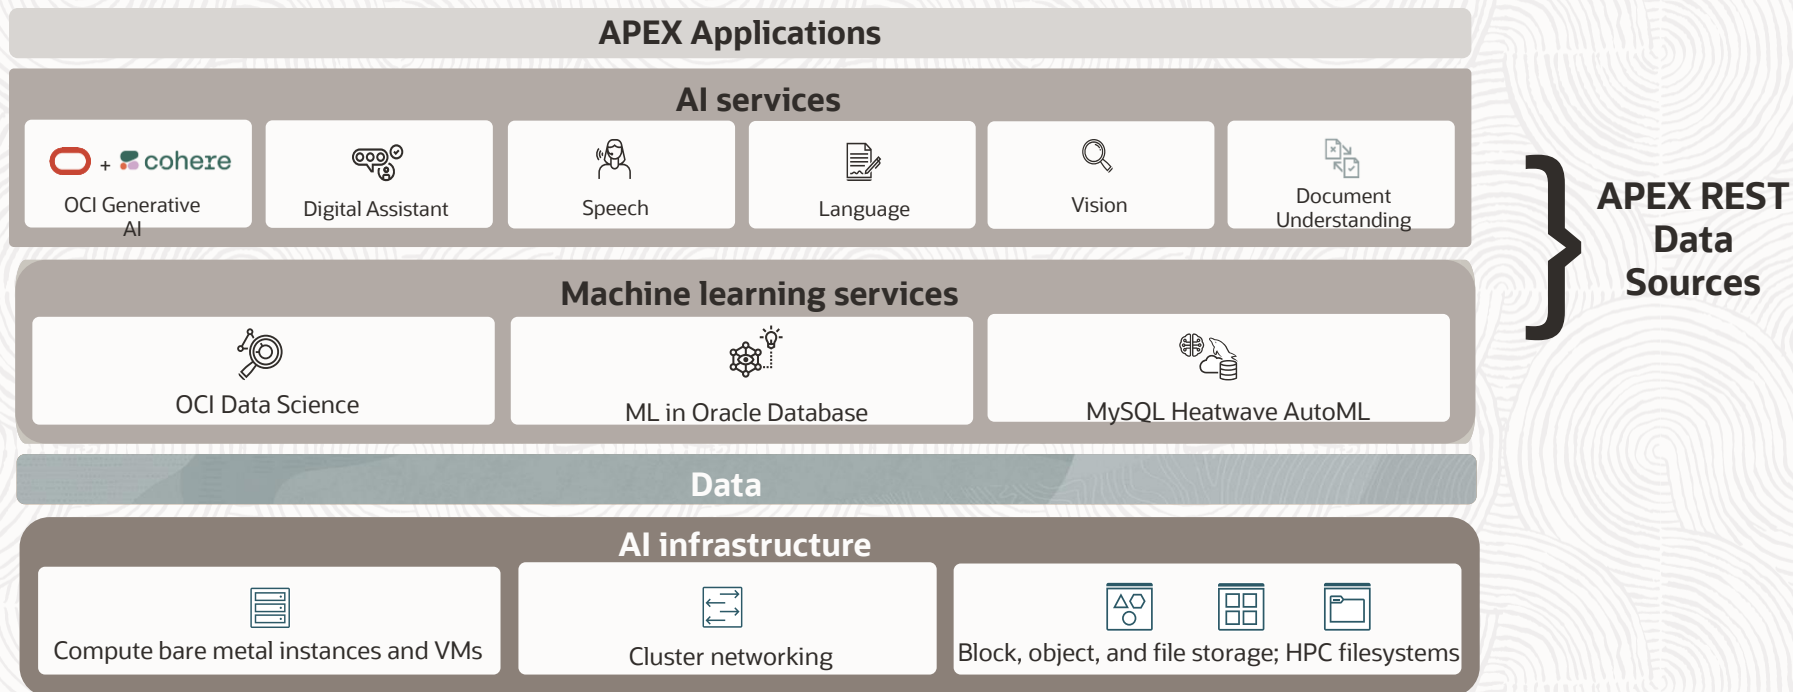 APEX Applications
AI services
+ cohere
OCI Generative
AI
Digital Assistant
Speech
Language
Vision
Document
Understanding
APEX REST
Data
Sources
Machine learning services
OCI Data Science
ML in Oracle Database
MySQL Heatwave AutoML
Data
AI infrastructure
Compute bare metal instances and VMs
Cluster networking
Block, object, and file storage; HPC filesystems